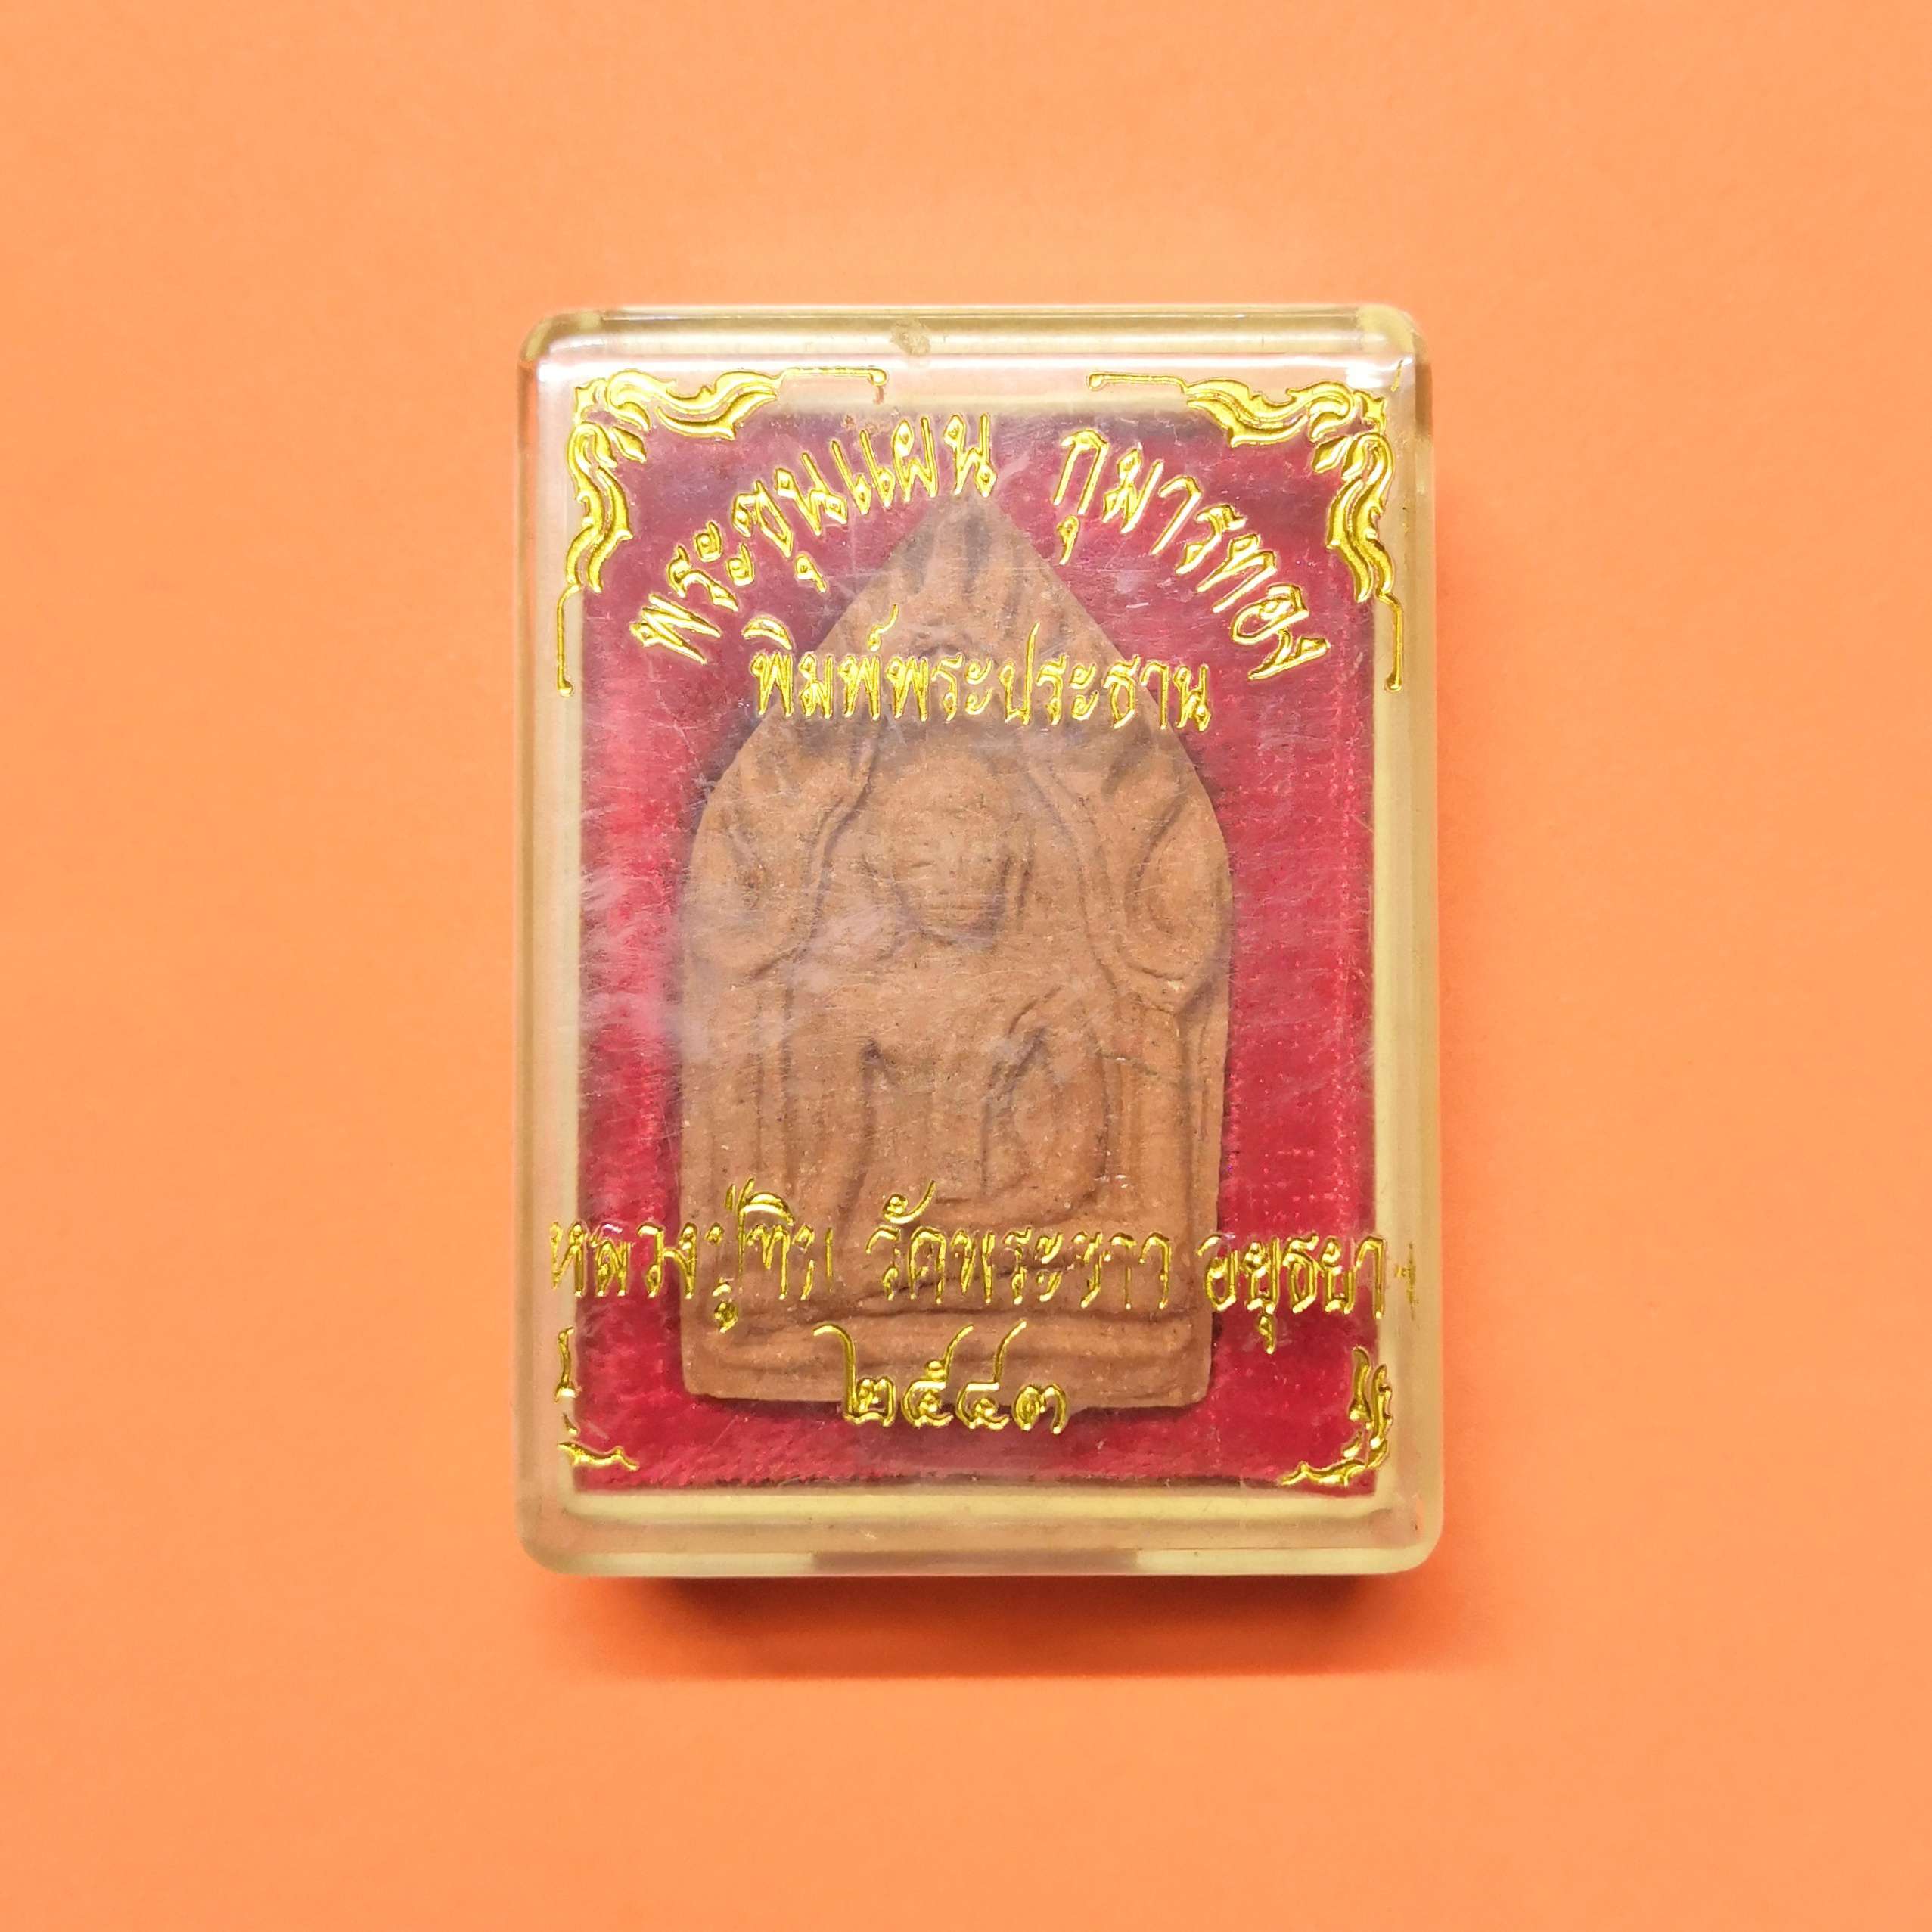 พระขุนแผน กุมารทอง
พิมพ์พระประธาน
หลวงปู่ทิม วัดพระขาว อยุธยา
๒๕๔๓